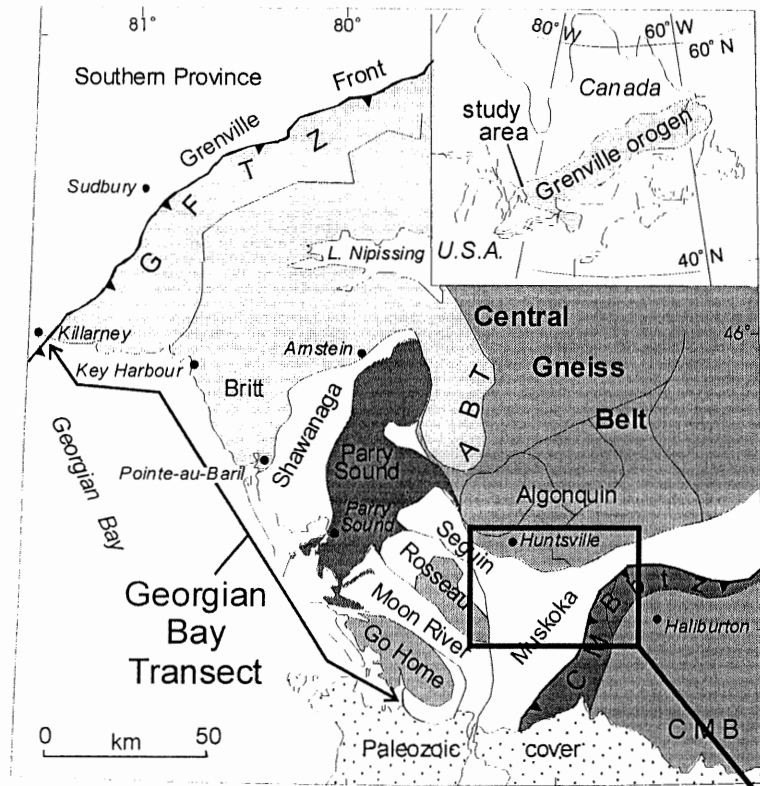 81°
80°
80° W
60° W
60° N
Southern Province
Grenville
Front
Canada
study
area
Grenville orogen
U.S.A.
40° N
Sudbury
G F T Z
L. Nipissing
Killarney
Key Harbour
Arnstein
Britt
Shawanaga
Central
Gneiss
Belt
46°
A B T
Parry
Sound
Pointe-au-Baril
Georgian Bay
Parry
Sound
Algonquin
Seguin
Huntsville
Rosseau
Moon River
Muskoka
Go Home
C M B b t Z
Haliburton
Georgian
Bay
Transect
0 km 50
Paleozoic cover
C M B